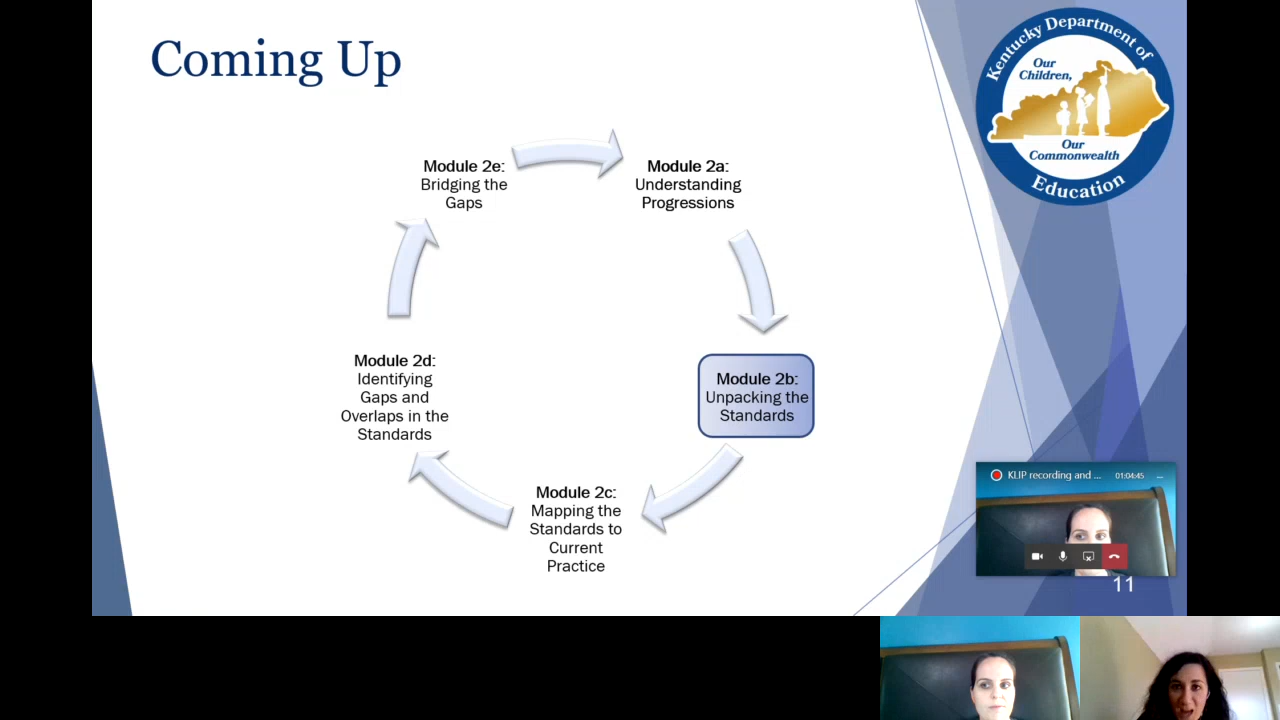 Coming Up
Kentucky Department of
Education
Our
Children,
Our
Commonwealth
Module 2e:
Bridging the
Gaps
Module 2a:
Understanding
Progressions
Module 2b:
Unpacking the
Standards
Module 2c:
Mapping the
Standards to
Current
Practice
Module 2d:
Identifying
Gaps and
Overlaps in the
Standards
KLIP recording and ... 01:04:45 ...
11